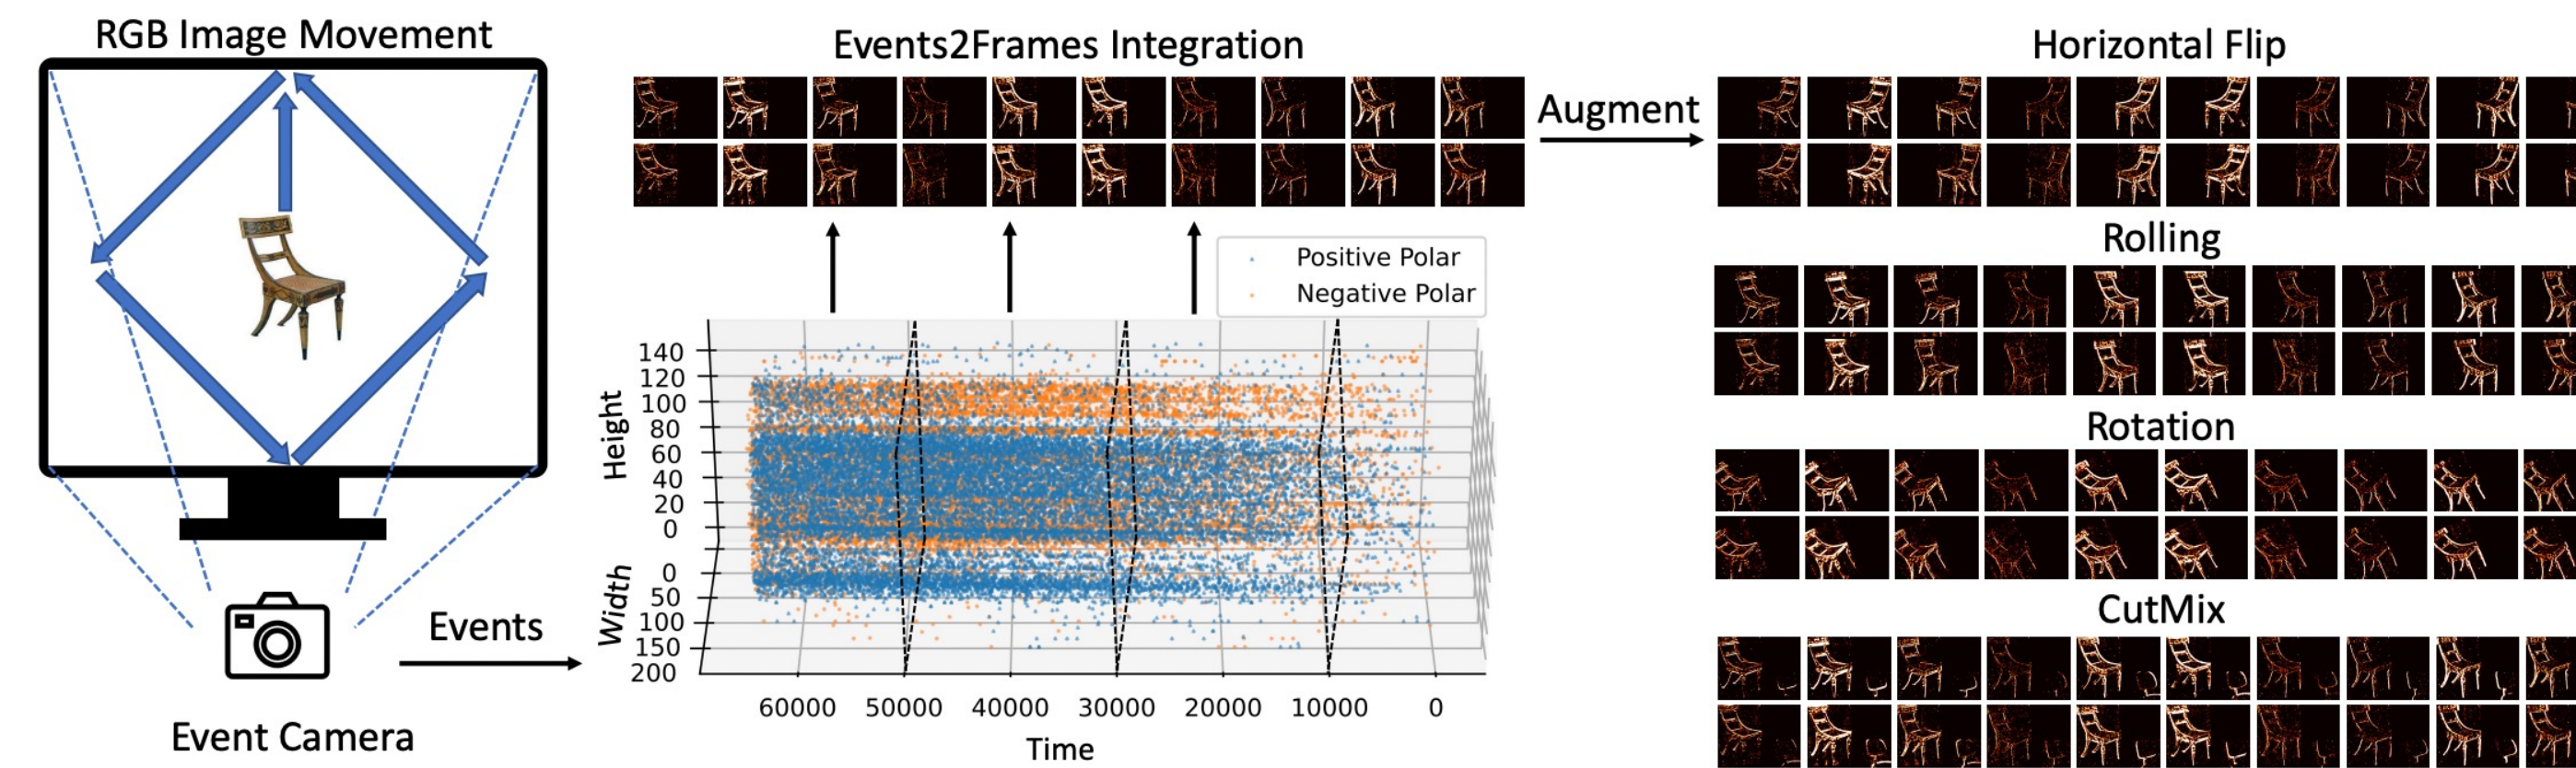 RGB Image Movement
Event Camera
Events
Events2Frames Integration
Positive Polar
Negative Polar
Height
140
120
100
80
60
40
20
0
Width
0
50
100
150
200
60000 50000 40000 30000 20000 10000 0
Time
Augment
Horizontal Flip
Rolling
Rotation
CutMix